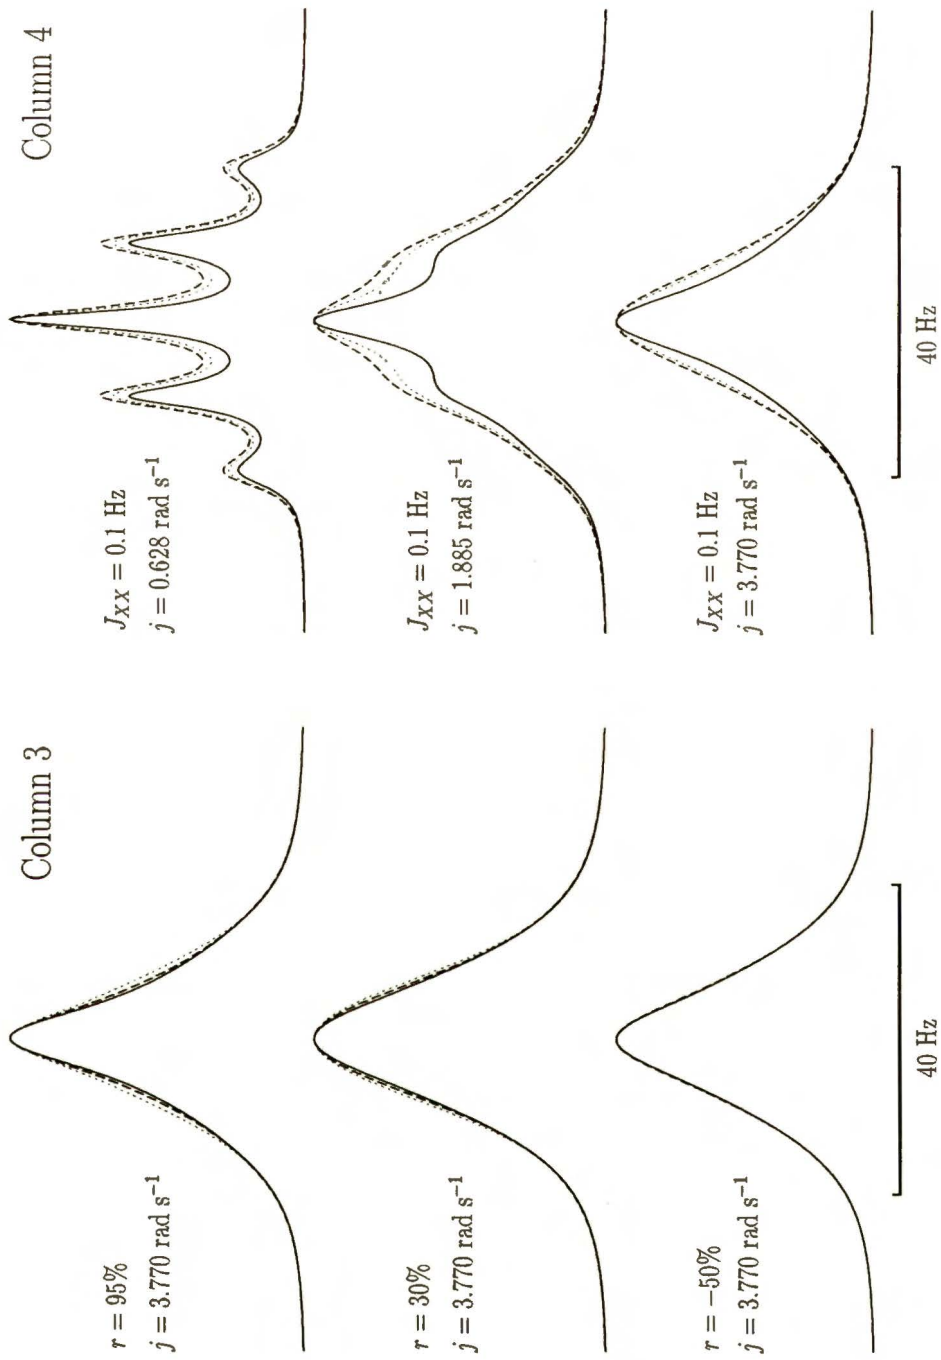 Column 3
r = 95%
j = 3.770 rad s⁻¹
r = 30%
j = 3.770 rad s⁻¹
r = −50%
j = 3.770 rad s⁻¹
40 Hz
Column 4
J_XX = 0.1 Hz
j = 0.628 rad s⁻¹
J_XX = 0.1 Hz
j = 1.885 rad s⁻¹
J_XX = 0.1 Hz
j = 3.770 rad s⁻¹
40 Hz